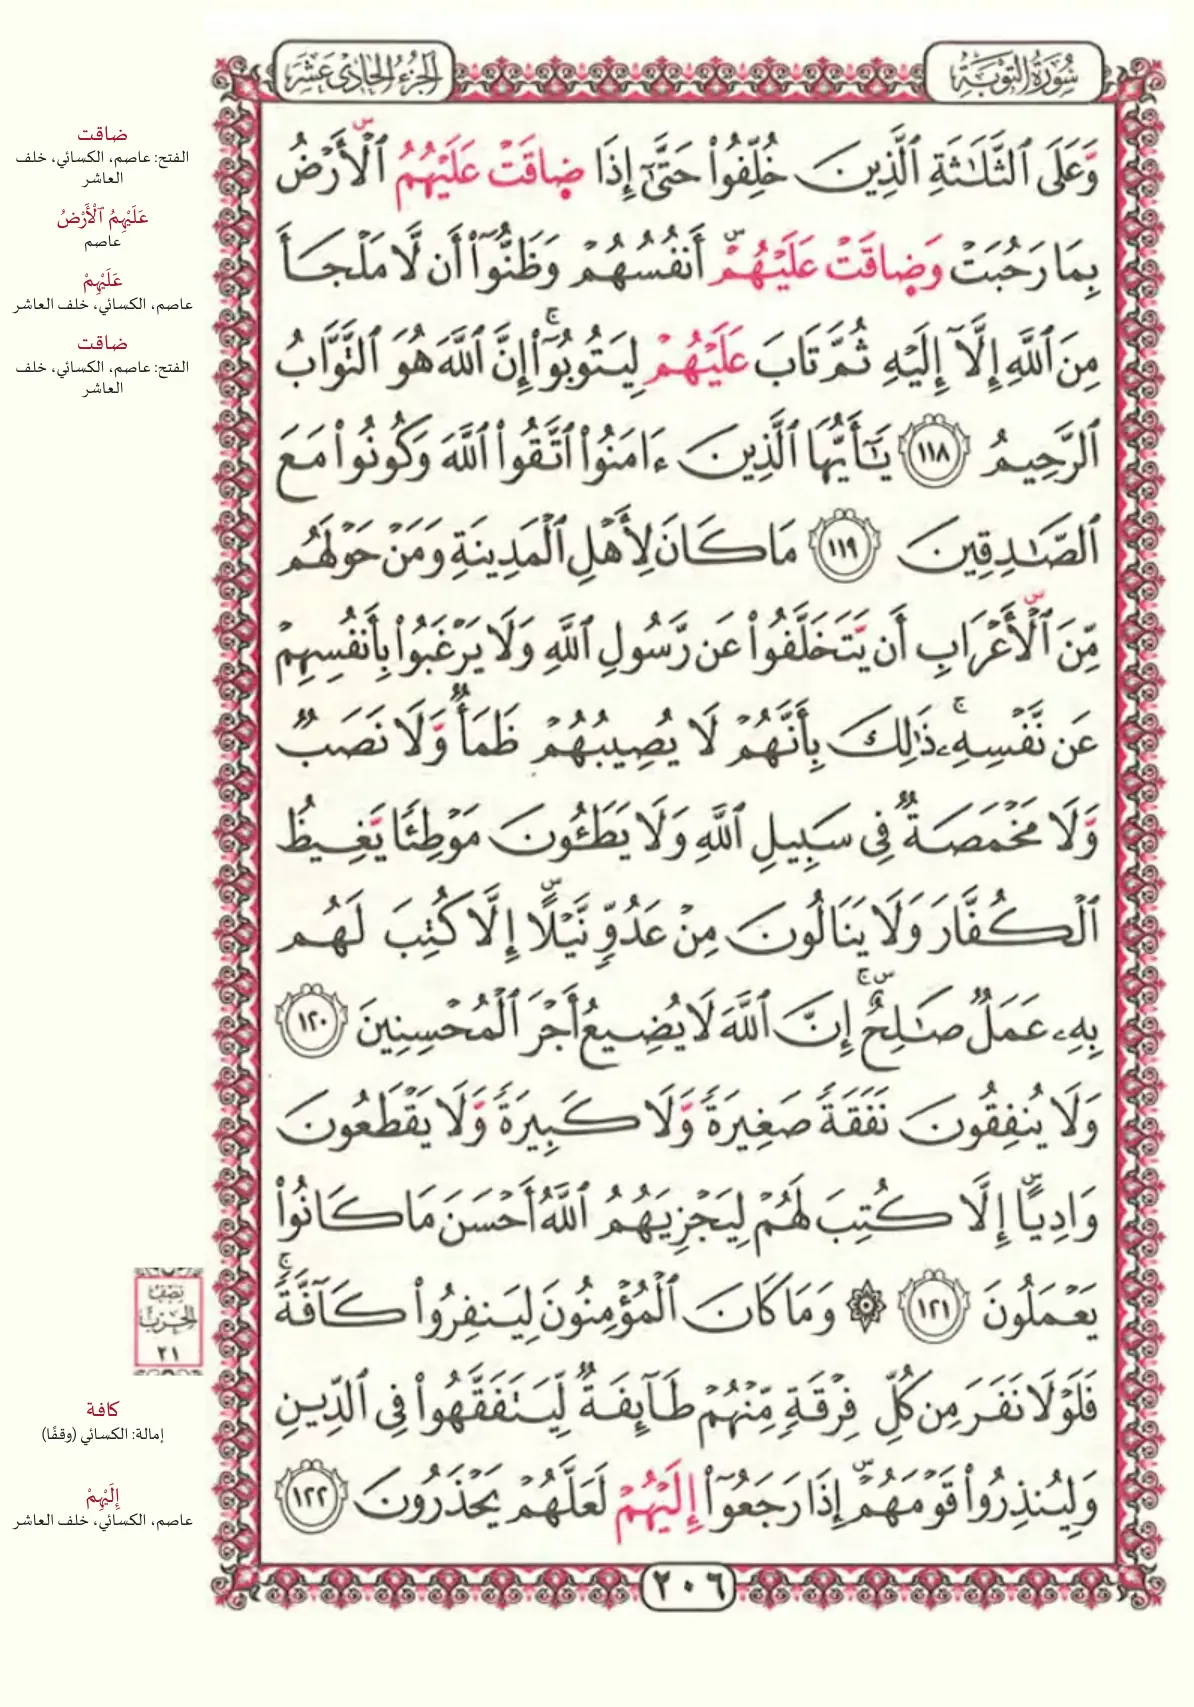 سُورَةُ التَّوْبَةِ
الجُزْءُ الحَادِي عَشَرَ
وَّعَلَى ٱلثَّلَٰثَةِ ٱلَّذِينَ خُلِّفُوا۟ حَتَّىٰٓ إِذَا ضَاقَتْ عَلَيْهُمُ ٱلْأَرْضُ
بِمَا رَحُبَتْ وَضَاقَتْ عَلَيْهُمْ أَنفُسُهُمْ وَظَنُّوٓا۟ أَن لَّا مَلْجَأَ
مِنَ ٱللَّهِ إِلَّآ إِلَيْهِ ثُمَّ تَابَ عَلَيْهُمْ لِيَتُوبُوٓا۟ ۚ إِنَّ ٱللَّهَ هُوَ ٱلتَّوَّابُ
ٱلرَّحِيمُ ١١٨ يَٰٓأَيُّهَا ٱلَّذِينَ ءَامَنُوا۟ ٱتَّقُوا۟ ٱللَّهَ وَكُونُوا۟ مَعَ
ٱلصَّٰدِقِينَ ١١٩ مَا كَانَ لِأَهْلِ ٱلْمَدِينَةِ وَمَنْ حَوْلَهُم
مِّنَ ٱلْأَعْرَابِ أَن يَّتَخَلَّفُوا۟ عَن رَّسُولِ ٱللَّهِ وَلَا يَرْغَبُوا۟ بِأَنفُسِهِمْ
عَن نَّفْسِهِۦ ۚ ذَٰلِكَ بِأَنَّهُمْ لَا يُصِيبُهُمْ ظَمَأٌ وَّلَا نَصَبٌ
وَّلَا مَخْمَصَةٌ فِى سَبِيلِ ٱللَّهِ وَلَا يَطَـُٔونَ مَوْطِئًا يَّغِيظُ
ٱلْكُفَّارَ وَلَا يَنَالُونَ مِنْ عَدُوٍّ نَّيْلًا إِلَّا كُتِبَ لَهُم
بِهِۦ عَمَلٌ صَٰلِحٌ ۚ إِنَّ ٱللَّهَ لَا يُضِيعُ أَجْرَ ٱلْمُحْسِنِينَ ١٢٠
وَلَا يُنفِقُونَ نَفَقَةً صَغِيرَةً وَّلَا كَبِيرَةً وَّلَا يَقْطَعُونَ
وَادِيًا إِلَّا كُتِبَ لَهُمْ لِيَجْزِيَهُمُ ٱللَّهُ أَحْسَنَ مَا كَانُوا۟
يَعْمَلُونَ ١٢١ ۞ وَمَا كَانَ ٱلْمُؤْمِنُونَ لِيَنفِرُوا۟ كَآفَّةً ۚ
فَلَوْلَا نَفَرَ مِن كُلِّ فِرْقَةٍ مِّنْهُمْ طَآئِفَةٌ لِّيَتَفَقَّهُوا۟ فِى ٱلدِّينِ
وَلِيُنذِرُوا۟ قَوْمَهُمْ إِذَا رَجَعُوٓا۟ إِلَيْهُمْ لَعَلَّهُمْ يَحْذَرُونَ ١٢٢
٢٠٦
ضاقت
الفتح: عاصم، الكسائي، خلف
العاشر
عَلَيْهِمُ ٱلْأَرْضُ
عاصم
عَلَيْهِمْ
عاصم، الكسائي، خلف العاشر
ضاقت
الفتح: عاصم، الكسائي، خلف
العاشر
نصف
الحزب
٢١
كافة
إمالة: الكسائي (وقفًا)
إِلَيْهِمْ
عاصم، الكسائي، خلف العاشر